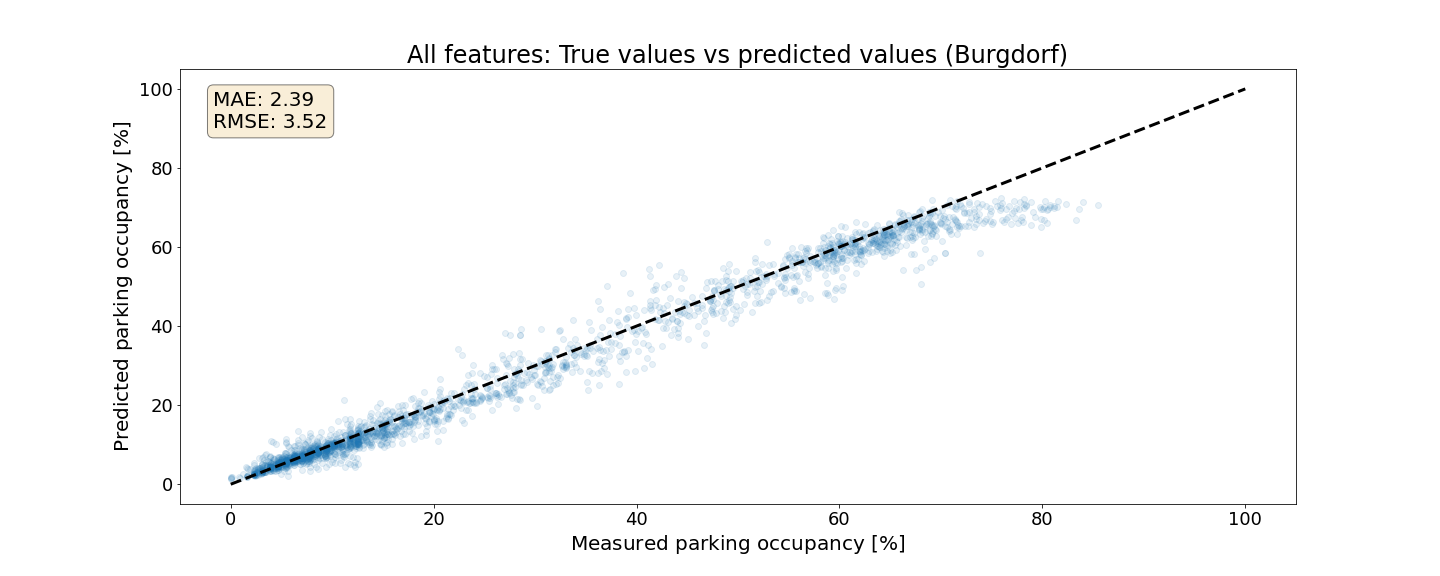 All features: True values vs predicted values (Burgdorf)
MAE: 2.39
RMSE: 3.52
Predicted parking occupancy [%]
100
80
60
40
20
0
0 20 40 60 80 100
Measured parking occupancy [%]